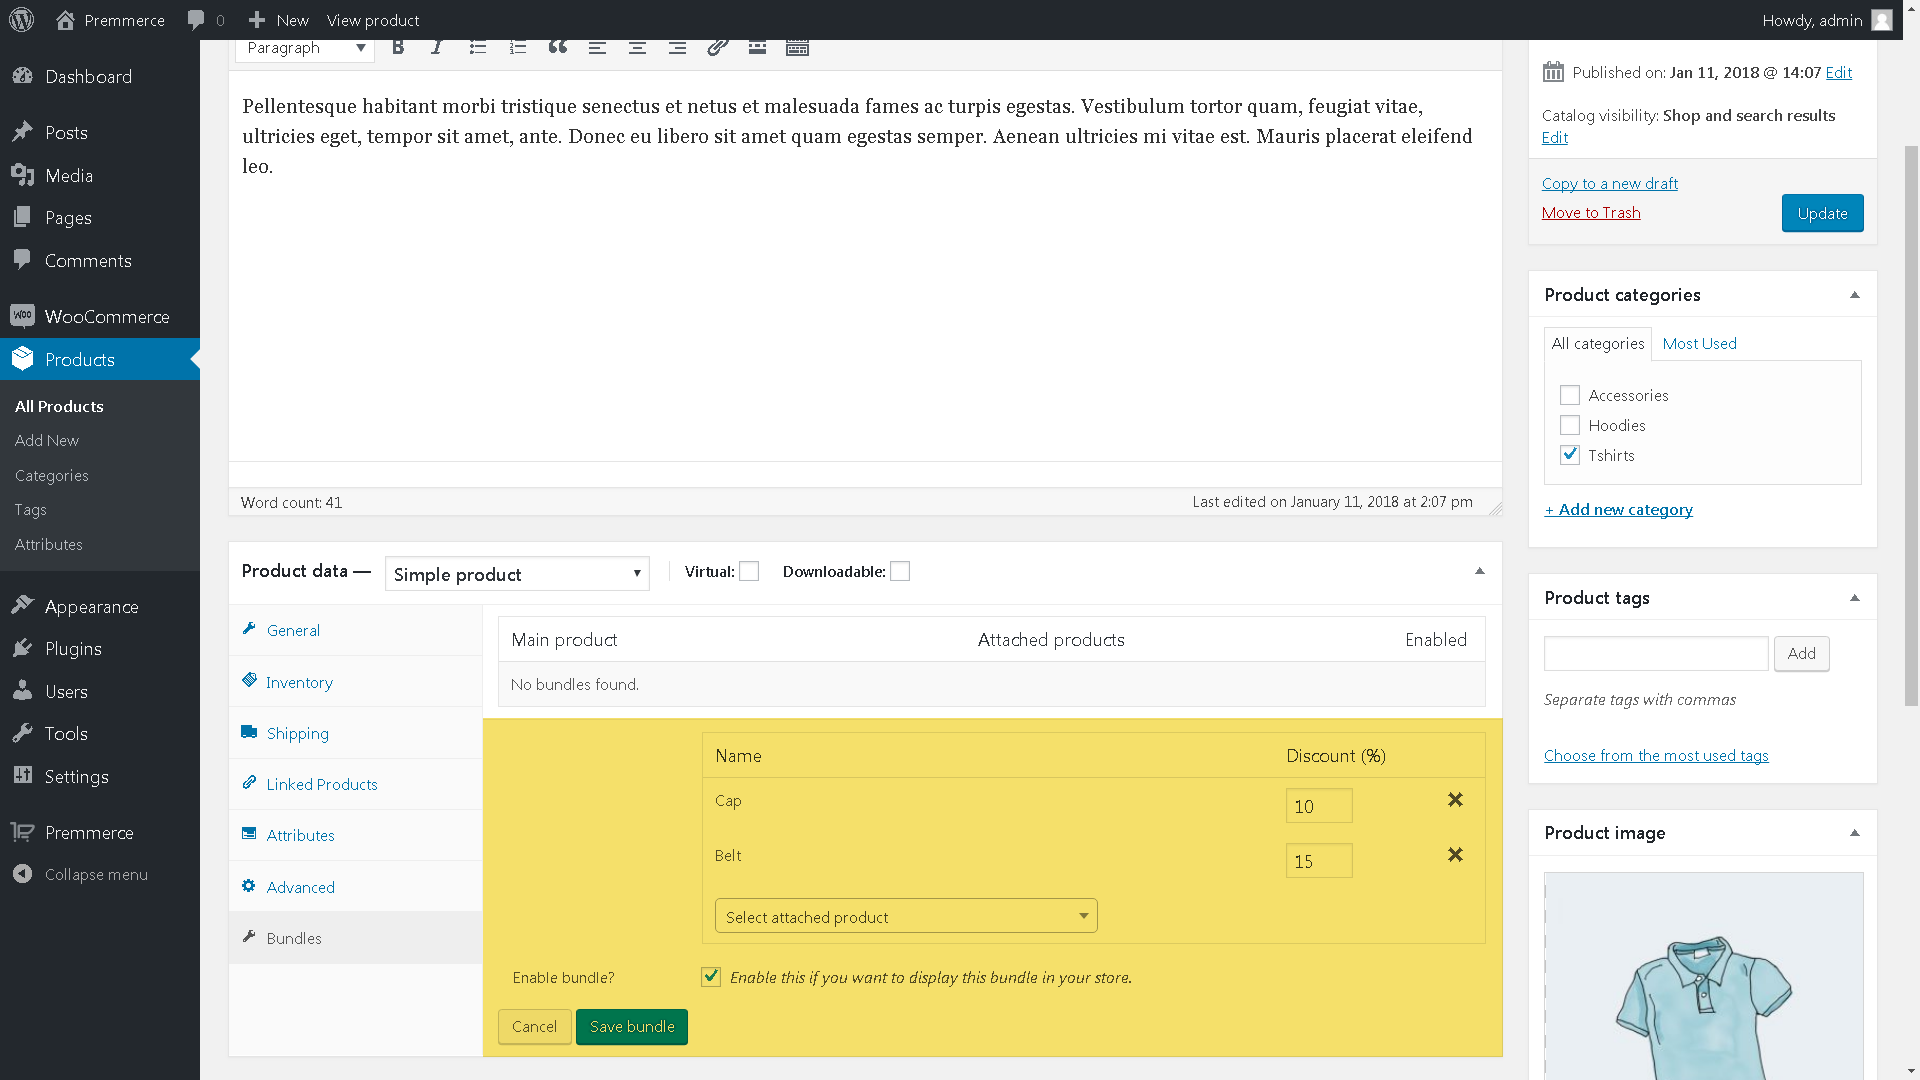 Premmerce 0 New View product Howdy, admin
Dashboard
Posts
Media
Pages
Comments
WOO WooCommerce
Products
All Products
Add New
Categories
Tags
Attributes
Appearance
Plugins
Users
Tools
Settings
Premmerce
Collapse menu
Paragraph B I
Pellentesque habitant morbi tristique senectus et netus et malesuada fames ac turpis egestas. Vestibulum tortor quam, feugiat vitae,
ultricies eget, tempor sit amet, ante. Donec eu libero sit amet quam egestas semper. Aenean ultricies mi vitae est. Mauris placerat eleifend
leo.
Word count: 41 Last edited on January 11, 2018 at 2:07 pm
Product data — Simple product Virtual: Downloadable:
General
Inventory
Shipping
Linked Products
Attributes
Advanced
Bundles
Main product Attached products Enabled
No bundles found.
Name Discount (%)
Cap 10
Belt 15
Select attached product
Enable bundle? Enable this if you want to display this bundle in your store.
Cancel Save bundle
Published on: Jan 11, 2018 @ 14:07 Edit
Catalog visibility: Shop and search results
Edit
Copy to a new draft
Move to Trash Update
Product categories
All categories Most Used
Accessories
Hoodies
Tshirts
+ Add new category
Product tags
Add
Separate tags with commas
Choose from the most used tags
Product image